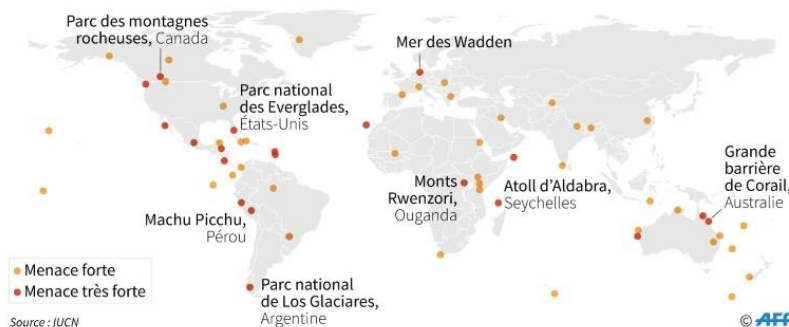 Parc des montagnes
rocheuses, Canada
Mer des Wadden
Parc national
des Everglades,
États-Unis
Grande
barrière
de Corail,
Australie
Monts
Rwenzori,
Ouganda
Atoll d’Aldabra,
Seychelles
Machu Picchu,
Pérou
Menace forte
Menace très forte
Parc national
de Los Glaciares,
Argentine
Source : IUCN
© AFP